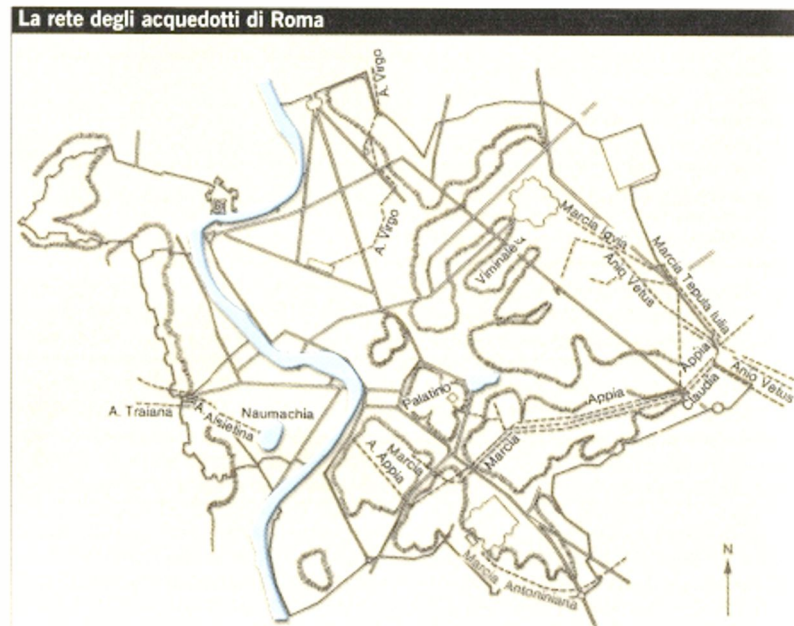 La rete degli acquedotti di Roma
A. Virgo
A. Virgo
Marcia Igvia
Viminale
Anio Vetus
Marcia Tepula Iulia
Appia
Claudia
Anio Vetus
Palatino
Appia
A. Traiana
A. Alsietina
Naumachia
A. Appia
Marcia
Marcia
Marcia Antoniniana
N